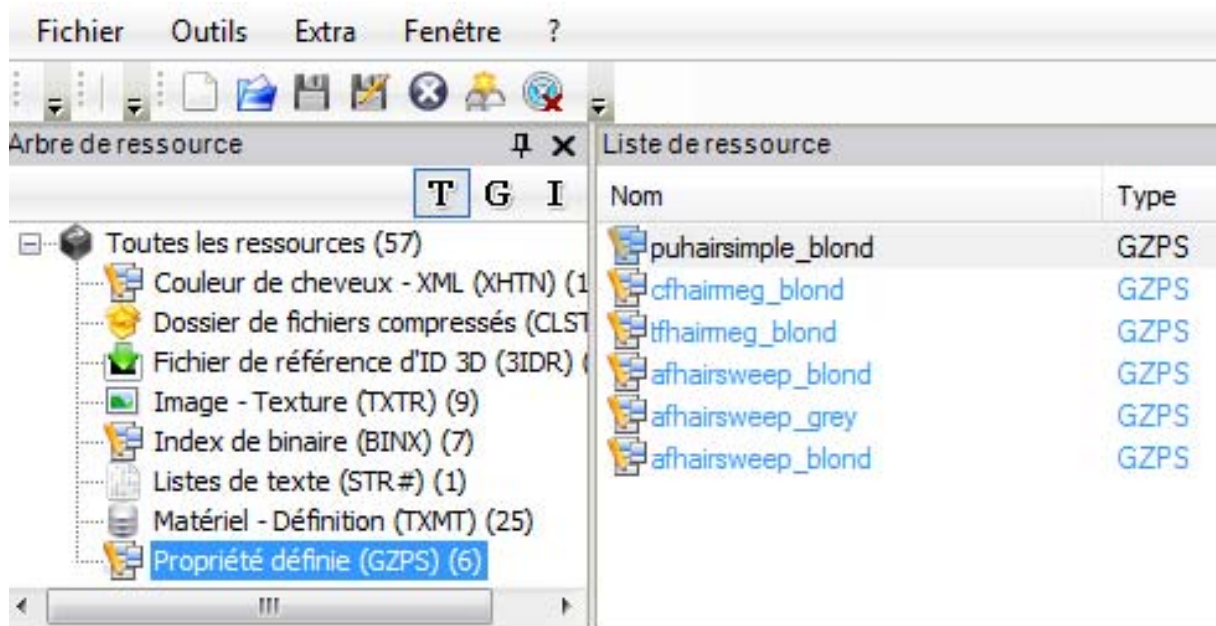 Fichier Outils Extra Fenêtre ?
Arbre de ressource
T G I
Toutes les ressources (57)
Couleur de cheveux - XML (XHTN) (1
Dossier de fichiers compressés (CLST
Fichier de référence d'ID 3D (3IDR) (
Image - Texture (TXTR) (9)
Index de binaire (BINX) (7)
Listes de texte (STR#) (1)
Matériel - Définition (TXMT) (25)
Propriété définie (GZPS) (6)
Liste de ressource
Nom Type
puhairsimple_blond GZPS
cfhairmeg_blond GZPS
tfhairmeg_blond GZPS
afhairsweep_blond GZPS
afhairsweep_grey GZPS
afhairsweep_blond GZPS